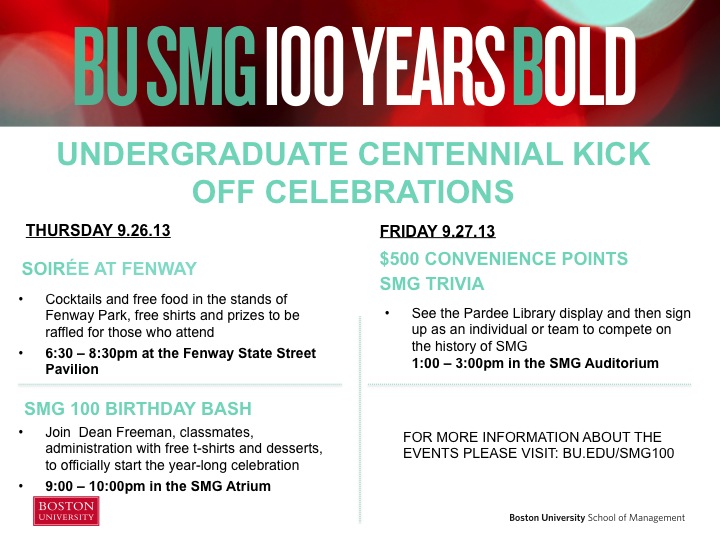 BU SMG 100 YEARS BOLD
UNDERGRADUATE CENTENNIAL KICK
OFF CELEBRATIONS
THURSDAY 9.26.13
SOIRÉE AT FENWAY
• Cocktails and free food in the stands of
Fenway Park, free shirts and prizes to be
raffled for those who attend
• 6:30 – 8:30pm at the Fenway State Street
Pavilion
SMG 100 BIRTHDAY BASH
• Join  Dean Freeman, classmates,
administration with free t-shirts and desserts,
to officially start the year-long celebration
• 9:00 – 10:00pm in the SMG Atrium
FRIDAY 9.27.13
$500 CONVENIENCE POINTS
SMG TRIVIA
• See the Pardee Library display and then sign
up as an individual or team to compete on
the history of SMG
1:00 – 3:00pm in the SMG Auditorium
FOR MORE INFORMATION ABOUT THE
EVENTS PLEASE VISIT: BU.EDU/SMG100
BOSTON
UNIVERSITY
Boston University School of Management